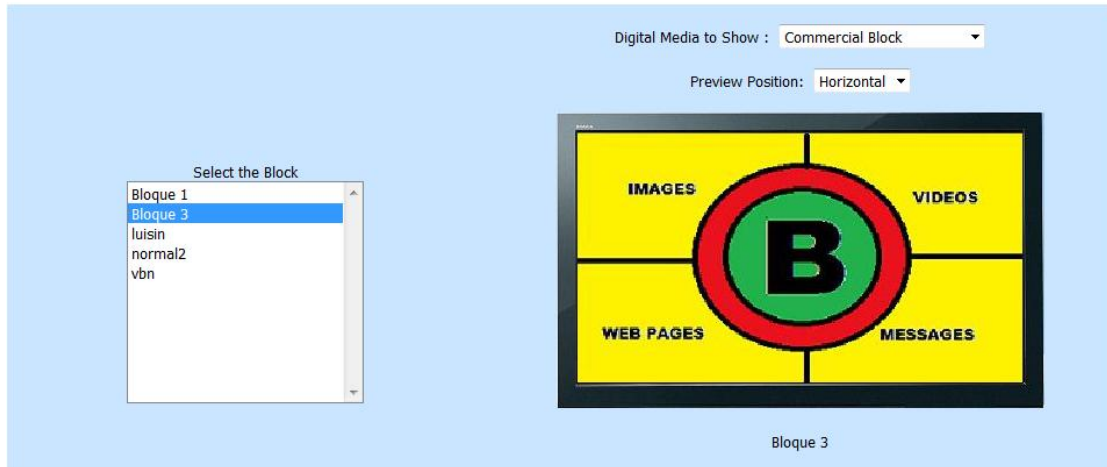 Digital Media to Show : Commercial Block
Preview Position: Horizontal
Select the Block
Bloque 1
Bloque 3
luisin
normal2
vbn
IMAGES
VIDEOS
B
WEB PAGES
MESSAGES
Bloque 3